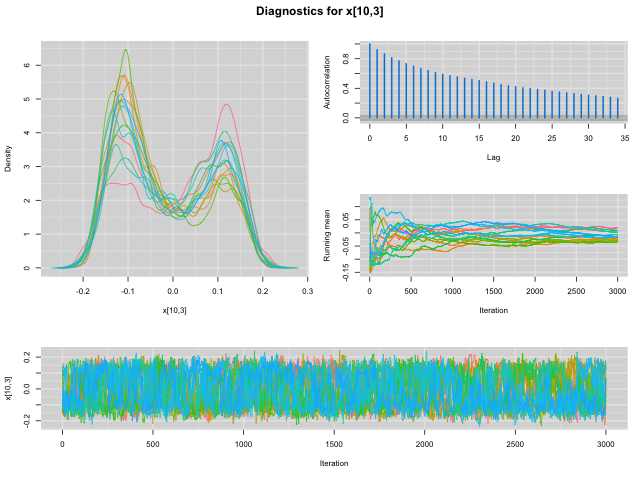 Diagnostics for x[10,3]
Density
0 1 2 3 4 5 6
-0.2 -0.1 0.0 0.1 0.2 0.3
x[10,3]
Autocorrelation
0.0 0.4 0.8
0 5 10 15 20 25 30 35
Lag
Running mean
-0.15 -0.05 0.05
0 500 1000 1500 2000 2500 3000
Iteration
x[10,3]
-0.2 0.0 0.2
0 500 1000 1500 2000 2500 3000
Iteration